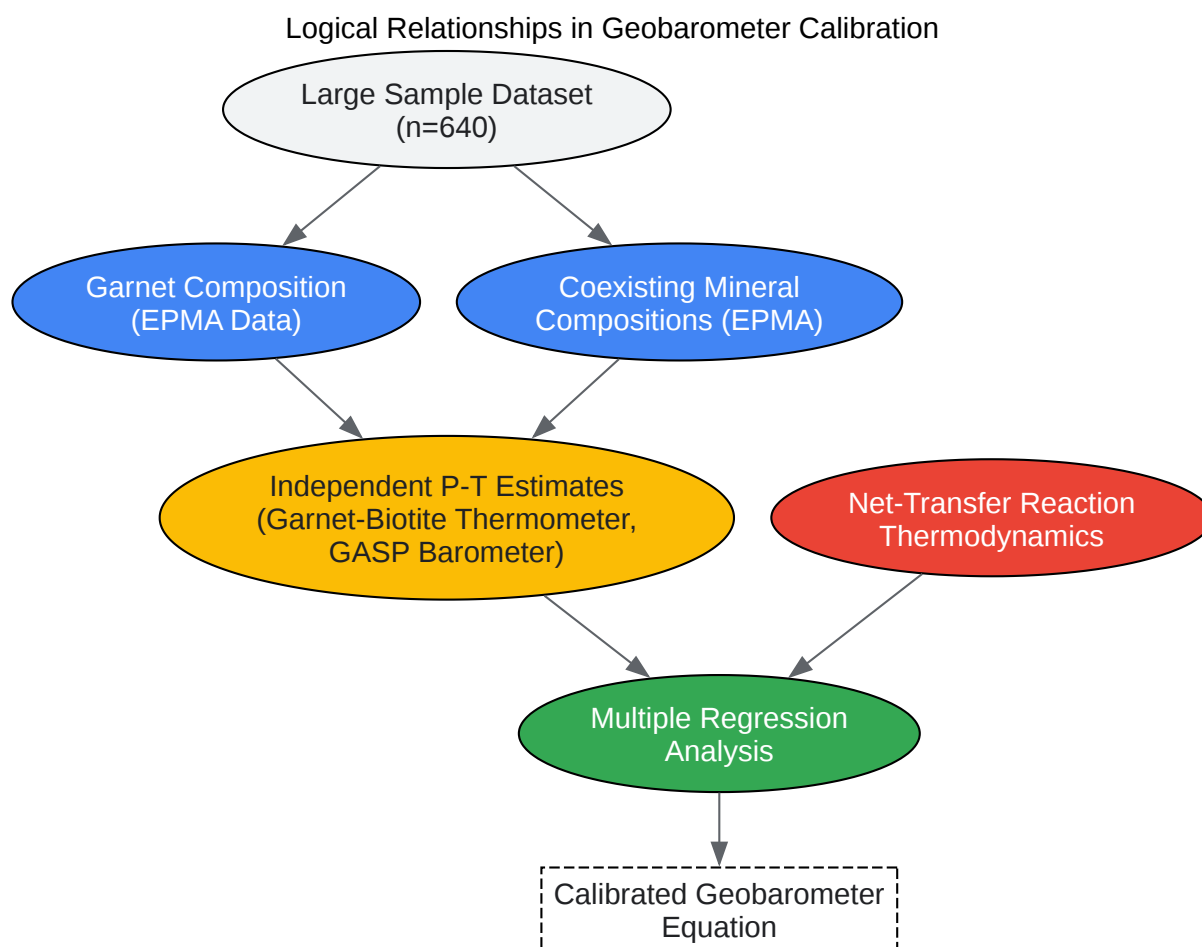 Logical Relationships in Geobarometer Calibration
Large Sample Dataset
(n=640)
Garnet Composition
(EPMA Data)
Coexisting Mineral
Compositions (EPMA)
Independent P-T Estimates
(Garnet-Biotite Thermometer,
GASP Barometer)
Net-Transfer Reaction
Thermodynamics
Multiple Regression
Analysis
Calibrated Geobarometer
Equation